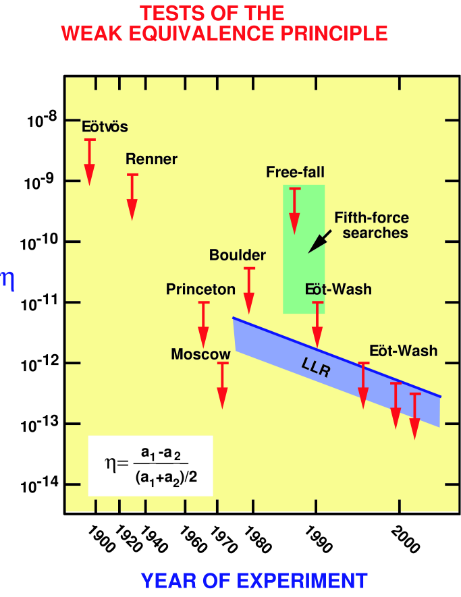 TESTS OF THE
WEAK EQUIVALENCE PRINCIPLE
10-8
Eötvös
Renner
Free-fall
10-9
Fifth-force
searches
10-10
Boulder
η
Princeton
Eöt-Wash
10-11
Moscow
Eöt-Wash
LLR
10-12
10-13
η= a1-a2
(a1+a2)/2
10-14
1900 1920 1940 1960 1970 1980 1990 2000
YEAR OF EXPERIMENT